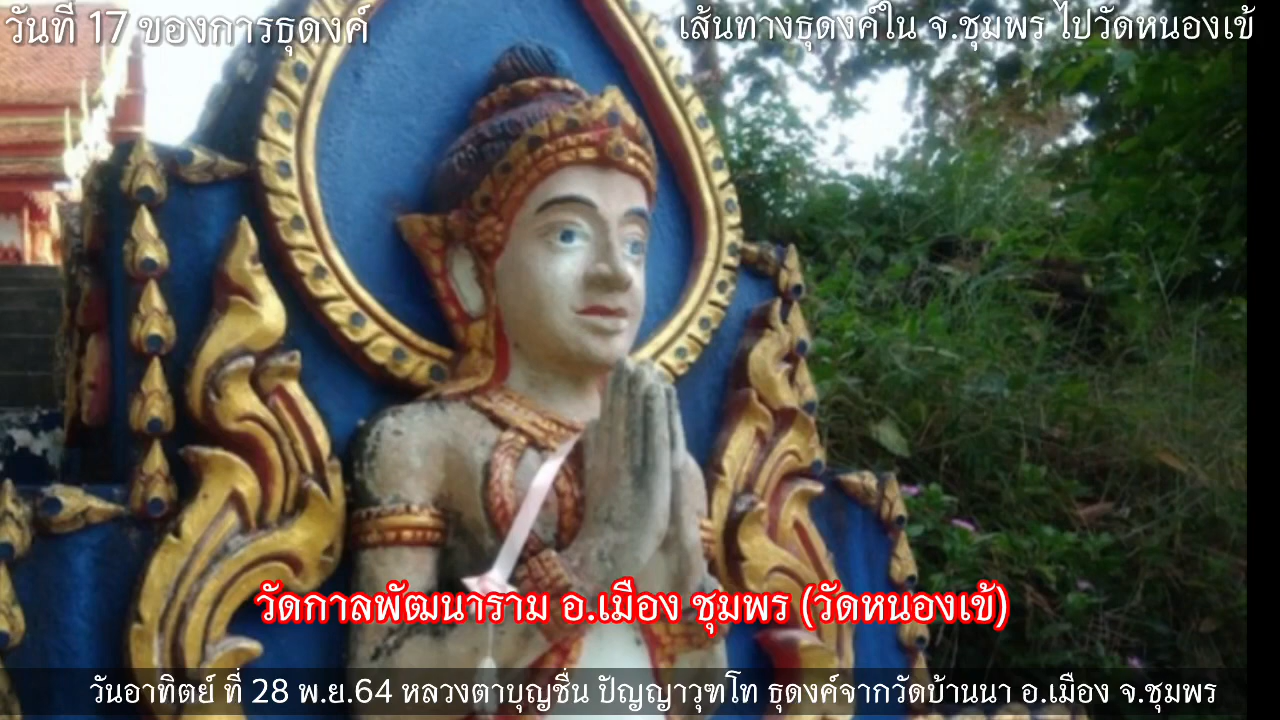 วันที่ 17 ของการธุดงค์
เส้นทางธุดงค์ใน จ.ชุมพร ไปวัดหนองเข้
วัดกาลพัฒนาราม อ.เมือง ชุมพร (วัดหนองเข้)
วันอาทิตย์ ที่ 28 พ.ย.64 หลวงตาบุญชื่น ปัญญาวุฑโท ธุดงค์จากวัดบ้านนา อ.เมือง จ.ชุมพร